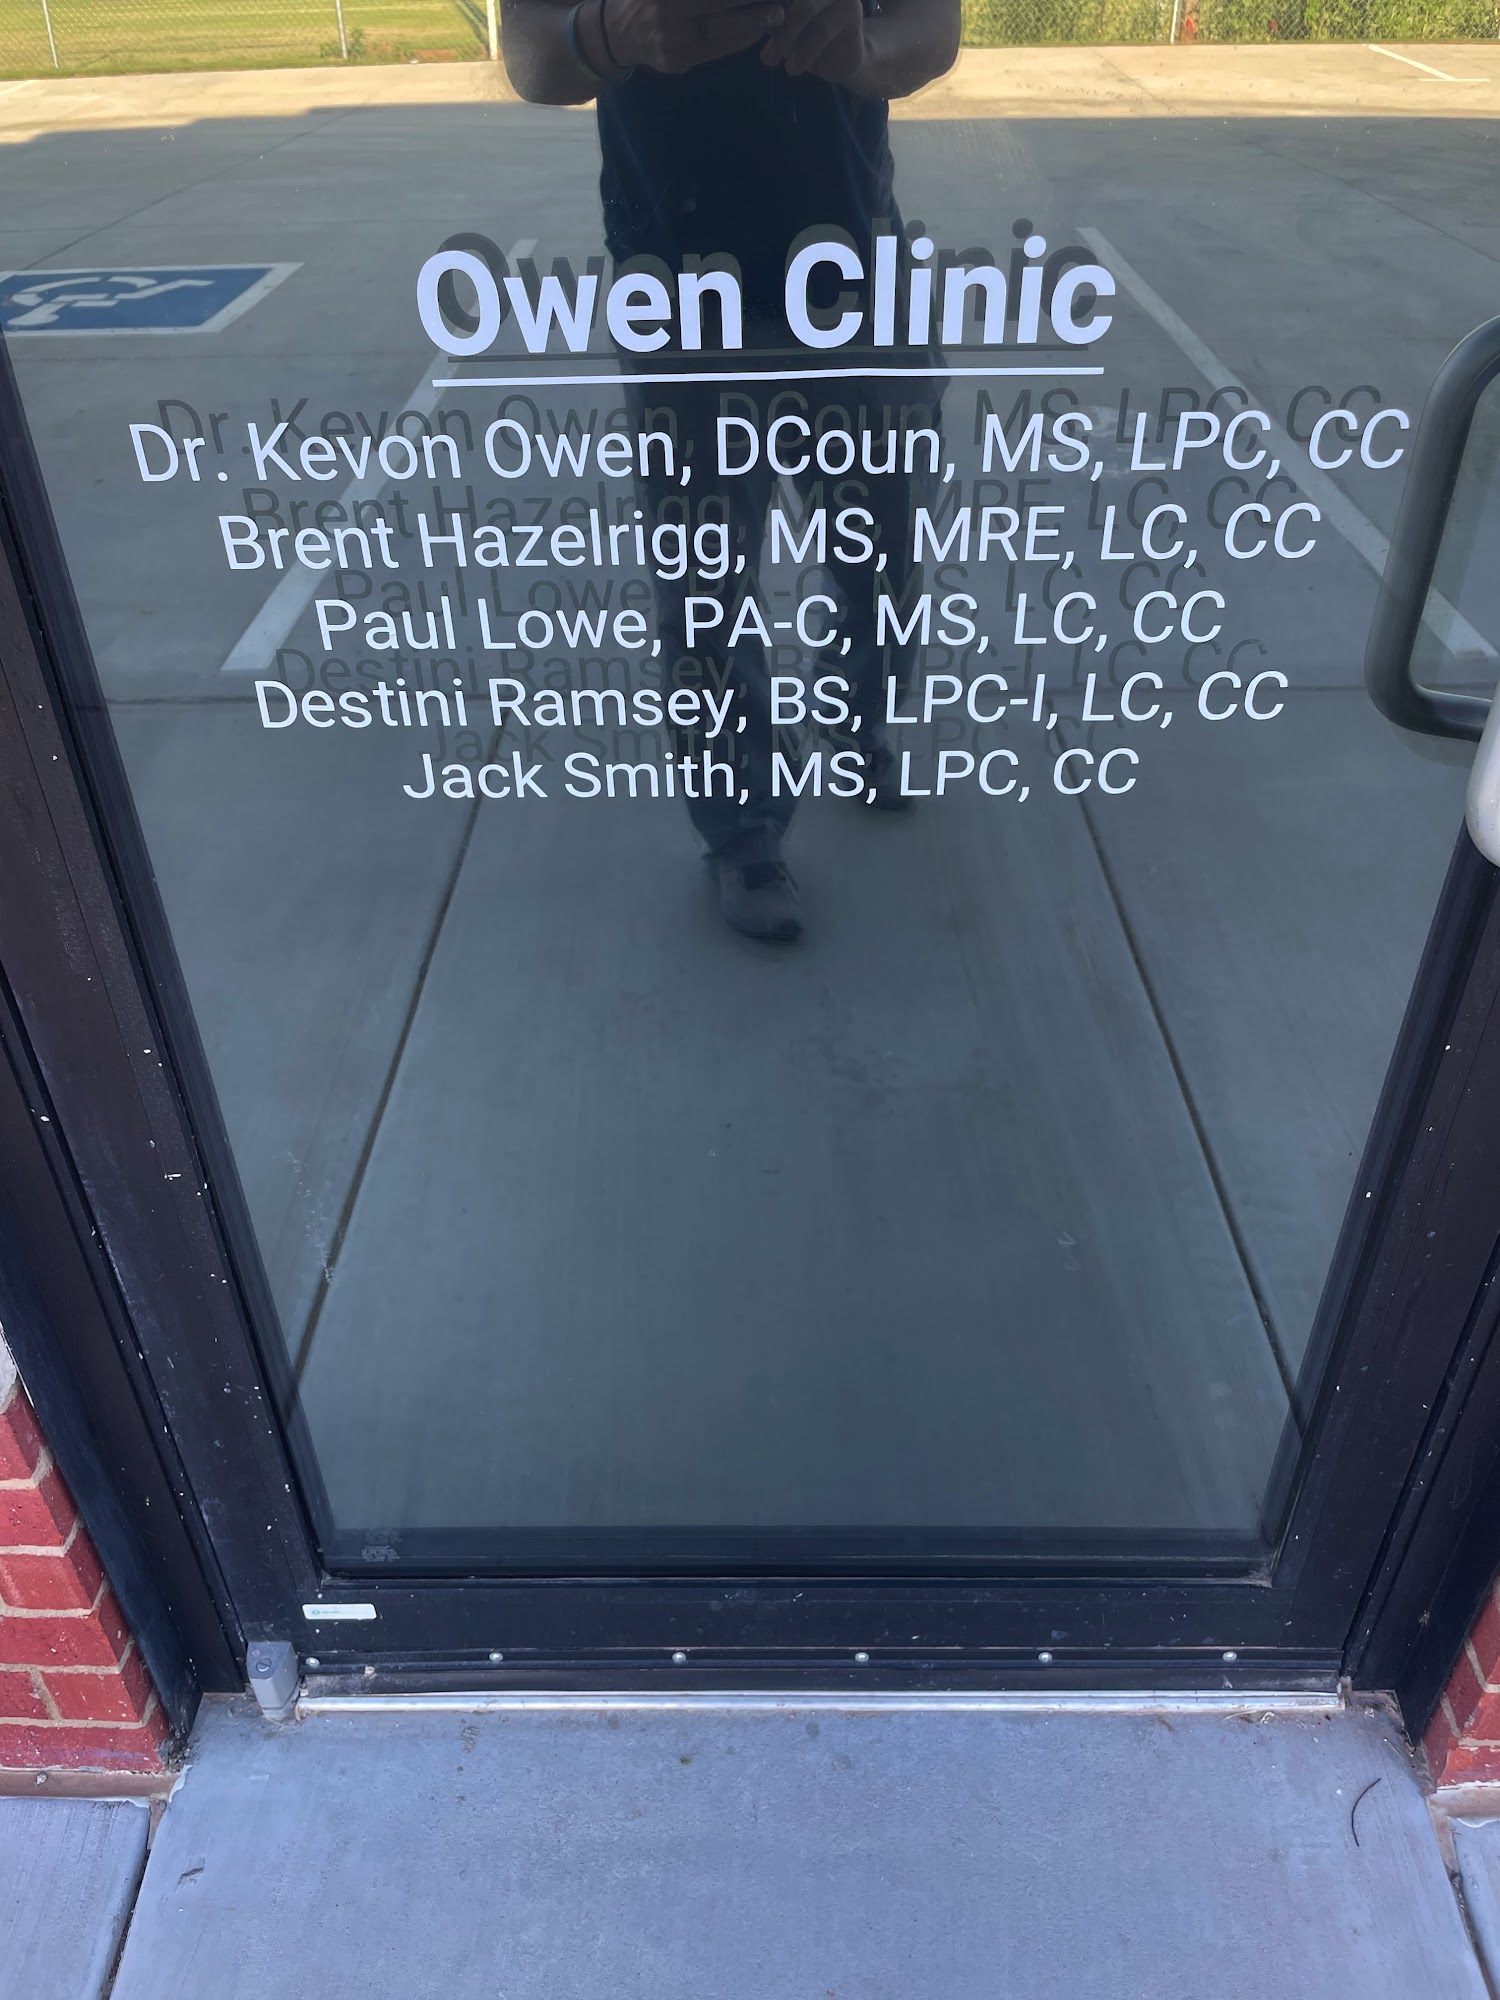 Owen Clinic
Dr. Kevon Owen, DCoun, MS, LPC, CC
Brent Hazelrigg, MS, MRE, LC, CC
Paul Lowe, PA-C, MS, LC, CC
Destini Ramsey, BS, LPC-I, LC, CC
Jack Smith, MS, LPC, CC